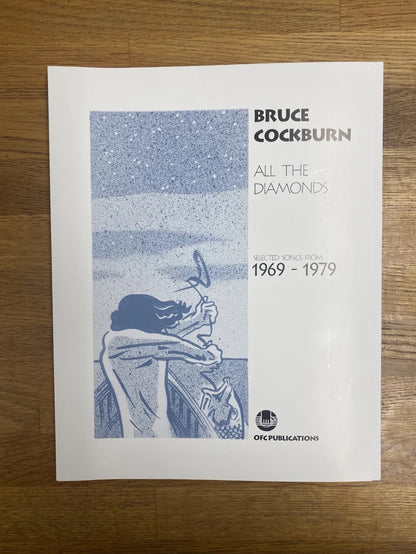 BRUCE
COCKBURN
ALL THE
DIAMONDS
SELECTED SONGS FROM
1969 - 1979
OFC PUBLICATIONS